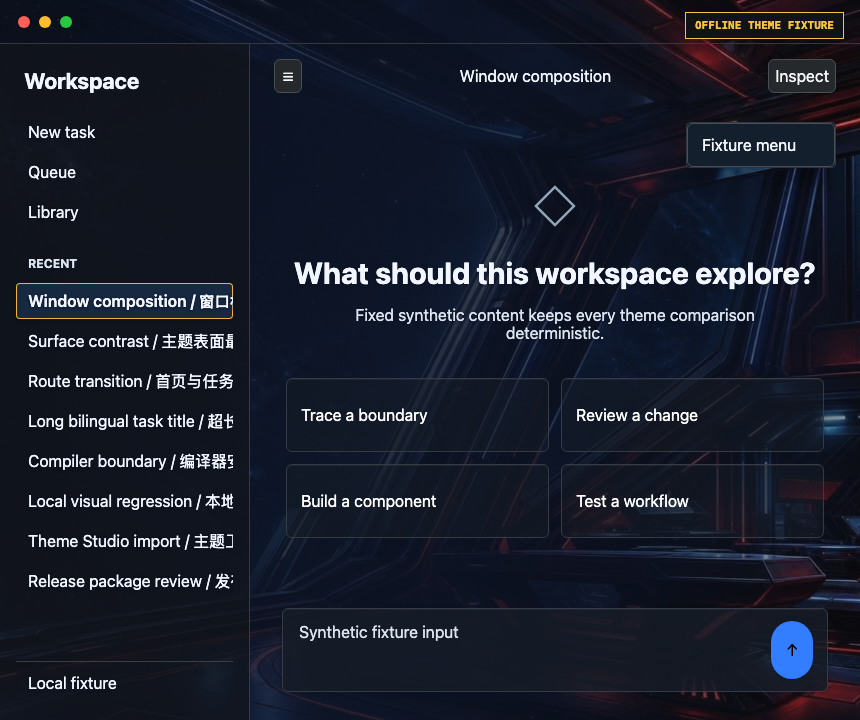 OFFLINE THEME FIXTURE
Workspace
New task
Queue
Library
RECENT
Window composition / 窗口
Surface contrast / 主题表面最
Route transition / 首页与任务
Long bilingual task title / 超长
Compiler boundary / 编译器安
Local visual regression / 本地
Theme Studio import / 主题工
Release package review / 发布
Local fixture
Window composition
Inspect
Fixture menu
What should this workspace explore?
Fixed synthetic content keeps every theme comparison
deterministic.
Trace a boundary
Review a change
Build a component
Test a workflow
Synthetic fixture input